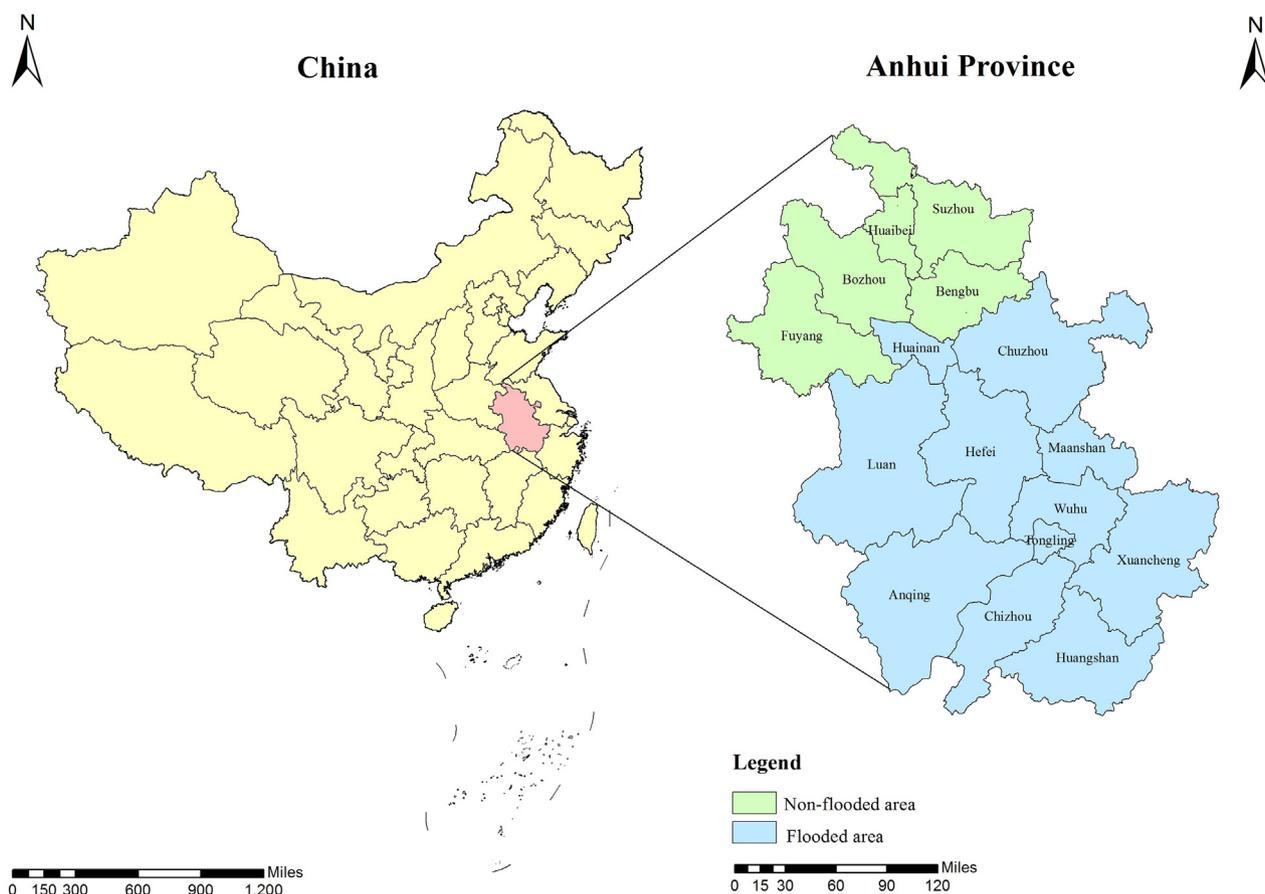 N
N
China
Anhui Province
Suzhou
Huaibei
Bozhou
Bengbu
Fuyang
Huainan
Chuzhou
Luan
Hefei
Maanshan
Wuhu
Tongling
Xuancheng
Anqing
Chizhou
Huangshan
Legend
Non-flooded area
Flooded area
Miles
0 150 300 600 900 1,200
Miles
0 15 30 60 90 120